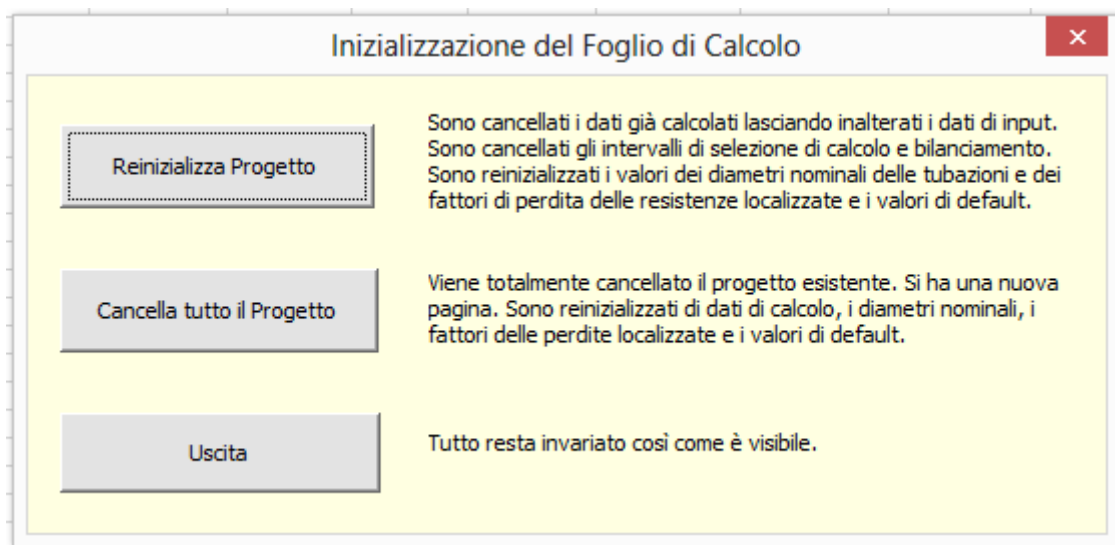 Inizializzazione del Foglio di Calcolo
Reinizializza Progetto
Sono cancellati i dati già calcolati lasciando inalterati i dati di input.
Sono cancellati gli intervalli di selezione di calcolo e bilanciamento.
Sono reinizializzati i valori dei diametri nominali delle tubazioni e dei
fattori di perdita delle resistenze localizzate e i valori di default.
Cancella tutto il Progetto
Viene totalmente cancellato il progetto esistente. Si ha una nuova
pagina. Sono reinizializzati di dati di calcolo, i diametri nominali, i
fattori delle perdite localizzate e i valori di default.
Uscita
Tutto resta invariato così come è visibile.